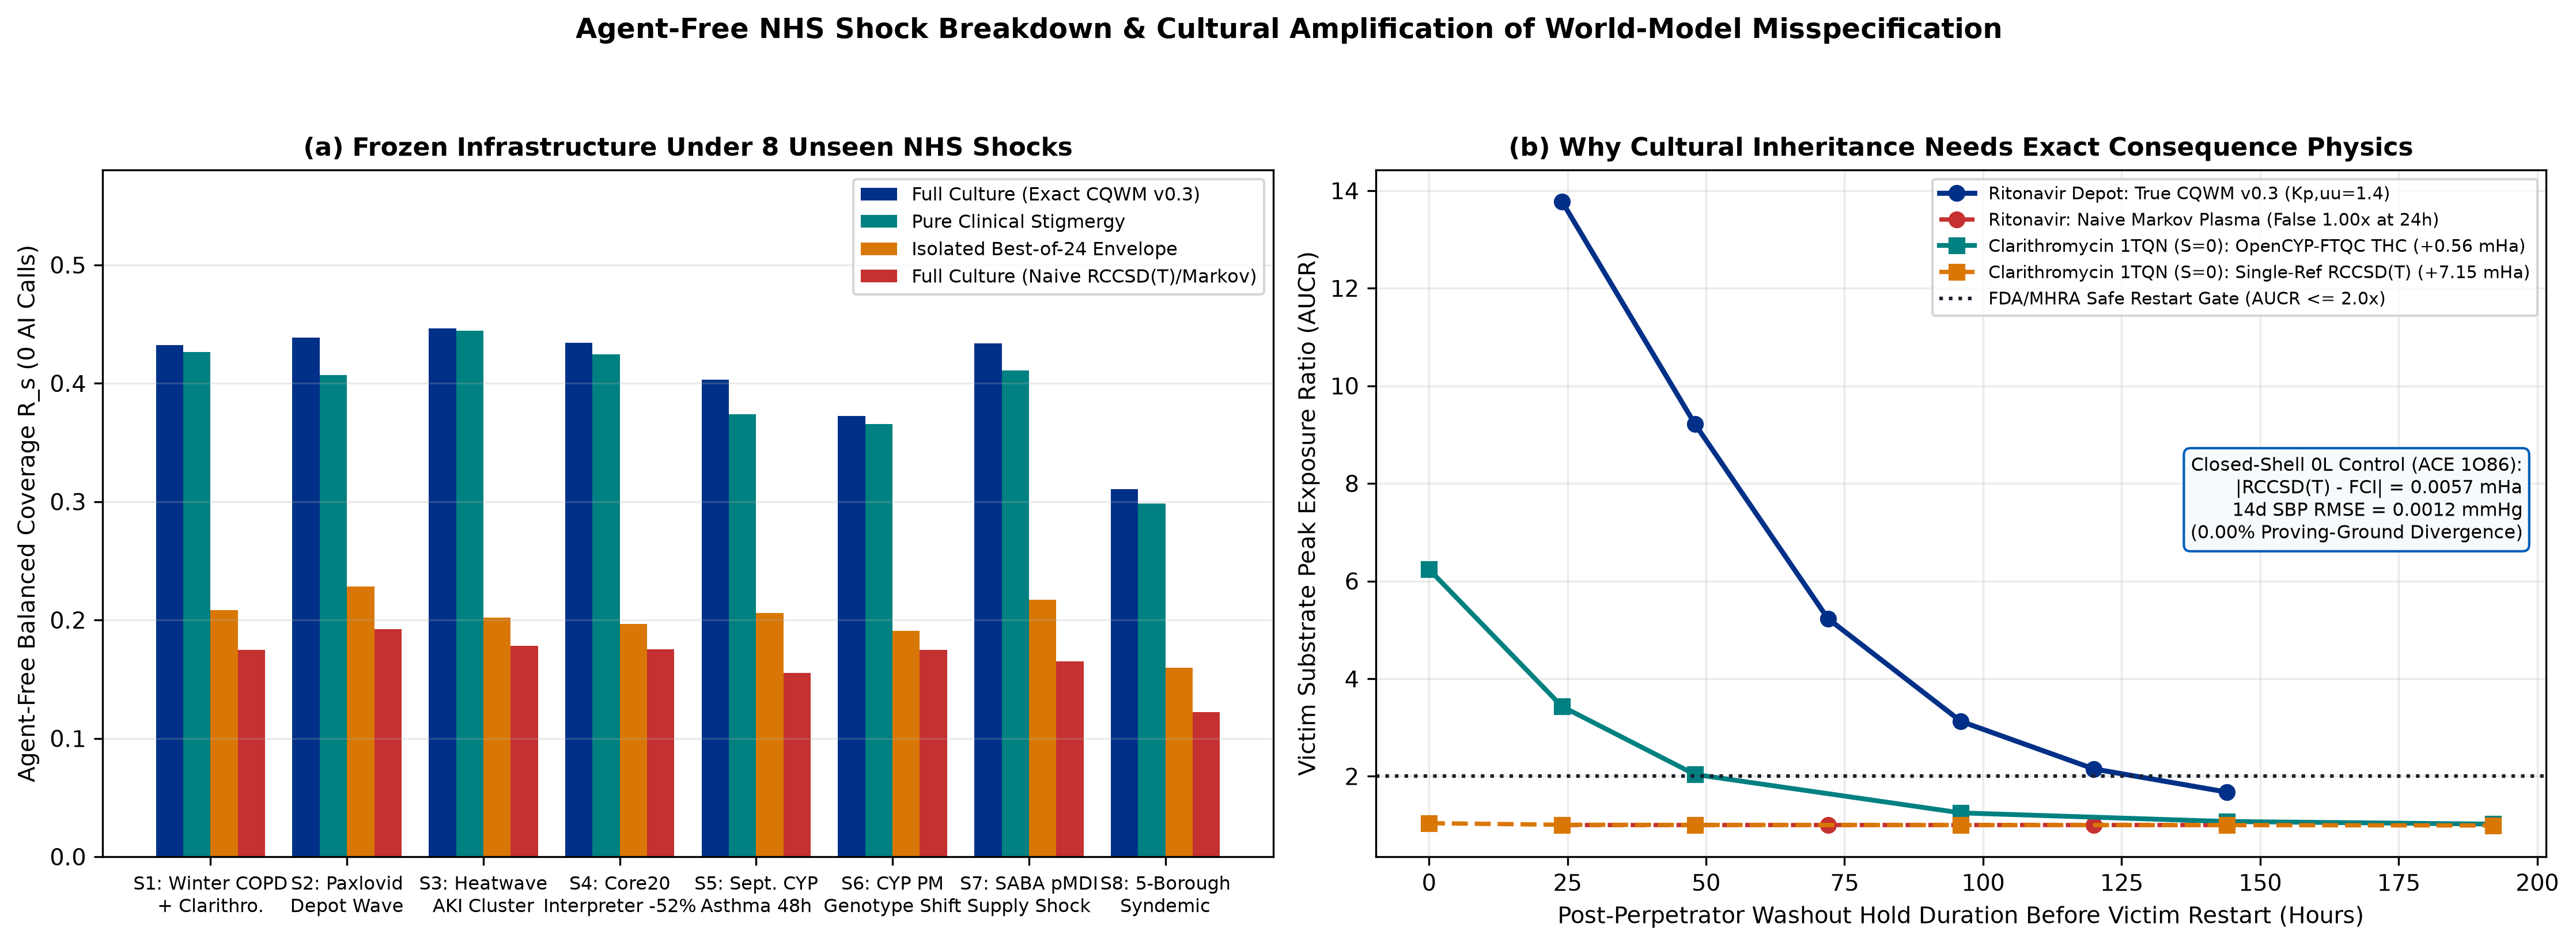 Agent-Free NHS Shock Breakdown & Cultural Amplification of World-Model Misspecification
(a) Frozen Infrastructure Under 8 Unseen NHS Shocks
Agent-Free Balanced Coverage R_s (0 AI Calls)
0.5
0.4
0.3
0.2
0.1
0.0
Full Culture (Exact CQWM v0.3)
Pure Clinical Stigmergy
Isolated Best-of-24 Envelope
Full Culture (Naive RCCSD(T)/Markov)
S1: Winter COPD
+ Clarithro.
S2: Paxlovid
Depot Wave
S3: Heatwave
AKI Cluster
S4: Core20
Interpreter -52%
S5: Sept. CYP
Asthma 48h
S6: CYP PM
Genotype Shift
S7: SABA pMDI
Supply Shock
S8: 5-Borough
Syndemic
(b) Why Cultural Inheritance Needs Exact Consequence Physics
Victim Substrate Peak Exposure Ratio (AUCR)
14
12
10
8
6
4
2
Ritonavir Depot: True CQWM v0.3 (Kp,uu=1.4)
Ritonavir: Naive Markov Plasma (False 1.00x at 24h)
Clarithromycin 1TQN (S=0): OpenCYP-FTQC THC (+0.56 mHa)
Clarithromycin 1TQN (S=0): Single-Ref RCCSD(T) (+7.15 mHa)
FDA/MHRA Safe Restart Gate (AUCR <= 2.0x)
Closed-Shell 0L Control (ACE 1O86):
|RCCSD(T) - FCI| = 0.0057 mHa
14d SBP RMSE = 0.0012 mmHg
(0.00% Proving-Ground Divergence)
0 25 50 75 100 125 150 175 200
Post-Perpetrator Washout Hold Duration Before Victim Restart (Hours)